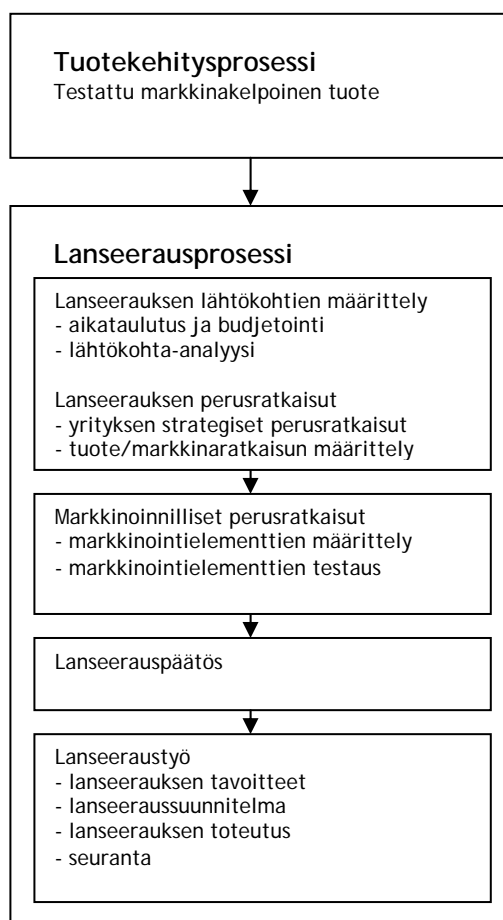 Tuotekehitysprosessi
Testattu markkinakelpoinen tuote
Lanseerausprosessi
Lanseerauksen lähtökohtien määrittely
- aikataulutus ja budjetointi
- lähtökohta-analyysi
Lanseerauksen perusratkaisut
- yrityksen strategiset perusratkaisut
- tuote/markkinaratkaisun määrittely
Markkinoinnilliset perusratkaisut
- markkinointielementtien määrittely
- markkinointielementtien testaus
Lanseerauspäätös
Lanseeraustyö
- lanseerauksen tavoitteet
- lanseeraussuunnitelma
- lanseerauksen toteutus
- seuranta